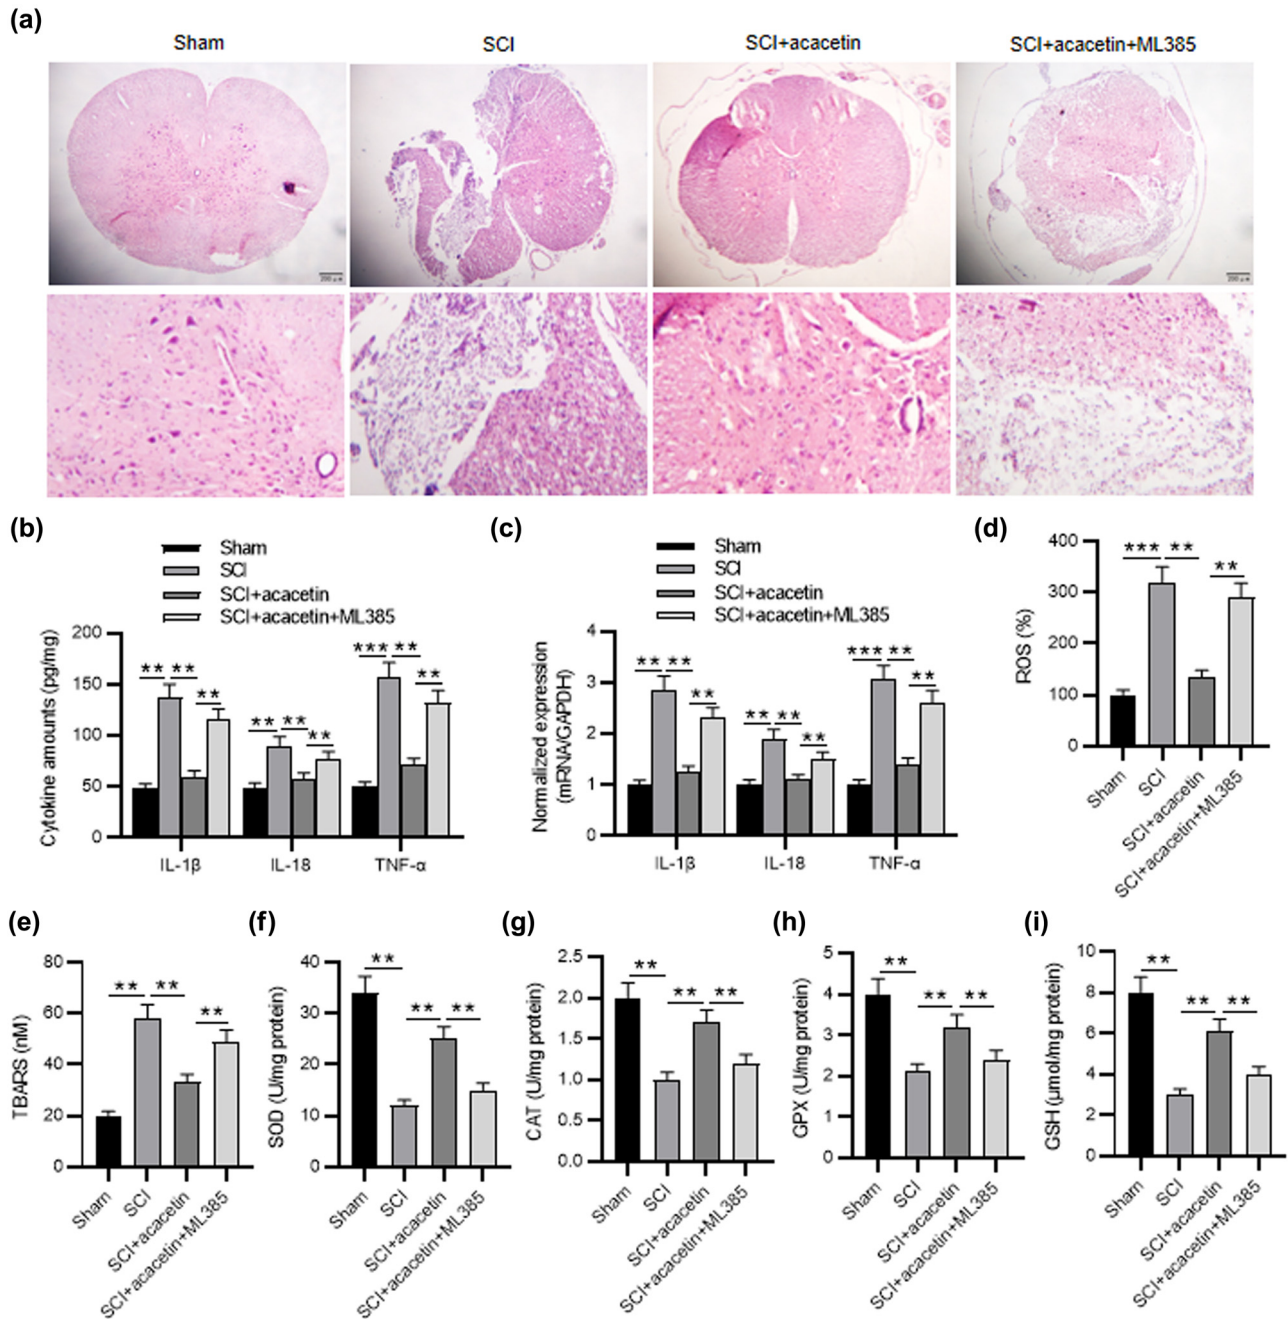 (a)
Sham SCI SCI+acacetin SCI+acacetin+ML385
(b)
Sham
SCI
SCI+acacetin
SCI+acacetin+ML385
Cytokine amounts (pg/mg)
200
150
100
50
0
** ** ** ** ** ** *** ** **
IL-1β IL-18 TNF-α
(c)
Sham
SCI
SCI+acacetin
SCI+acacetin+ML385
Normalized expression
(mRNA/GAPDH)
4
3
2
1
0
** ** ** ** ** ** *** ** **
IL-1β IL-18 TNF-α
(d)
ROS (%)
400
300
200
100
0
*** ** **
Sham
SCI
SCI+acacetin
SCI+acacetin+ML385
(e)
TBARS (nM)
80
60
40
20
0
** ** **
Sham
SCI
SCI+acacetin
SCI+acacetin+ML385
(f)
SOD (U/mg protein)
40
30
20
10
0
** ** **
Sham
SCI
SCI+acacetin
SCI+acacetin+ML385
(g)
CAT (U/mg protein)
2.5
2.0
1.5
1.0
0.5
0.0
** ** **
Sham
SCI
SCI+acacetin
SCI+acacetin+ML385
(h)
GPX (U/mg protein)
5
4
3
2
1
0
** ** **
Sham
SCI
SCI+acacetin
SCI+acacetin+ML385
(i)
GSH (μmol/mg protein)
10
8
6
4
2
0
** ** **
Sham
SCI
SCI+acacetin
SCI+acacetin+ML385